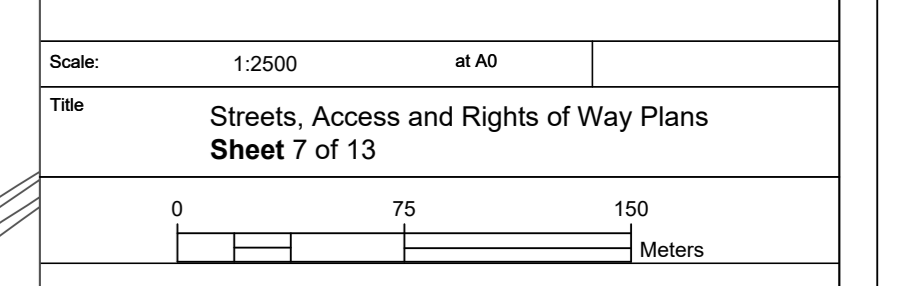 Scale: 1:2500 at A0
Title
Streets, Access and Rights of Way Plans
Sheet 7 of 13
0 75 150
Meters